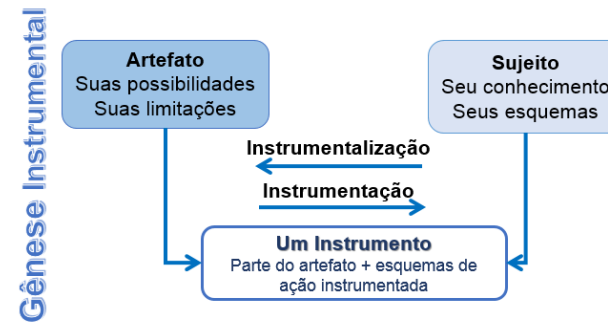 Gênese Instrumental
Artefato
Suas possibilidades
Suas limitações
Sujeito
Seu conhecimento
Seus esquemas
Instrumentalização
Instrumentação
Um Instrumento
Parte do artefato + esquemas de
ação instrumentada